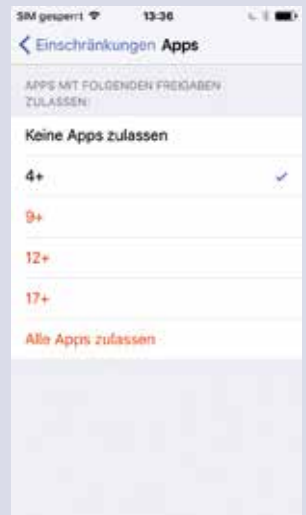 SIM gesperrt 13:36
Einschränkungen Apps
APPS MIT FOLGENDEN FREIGABEN
ZULASSEN:
Keine Apps zulassen
4+
9+
12+
17+
Alle Apps zulassen